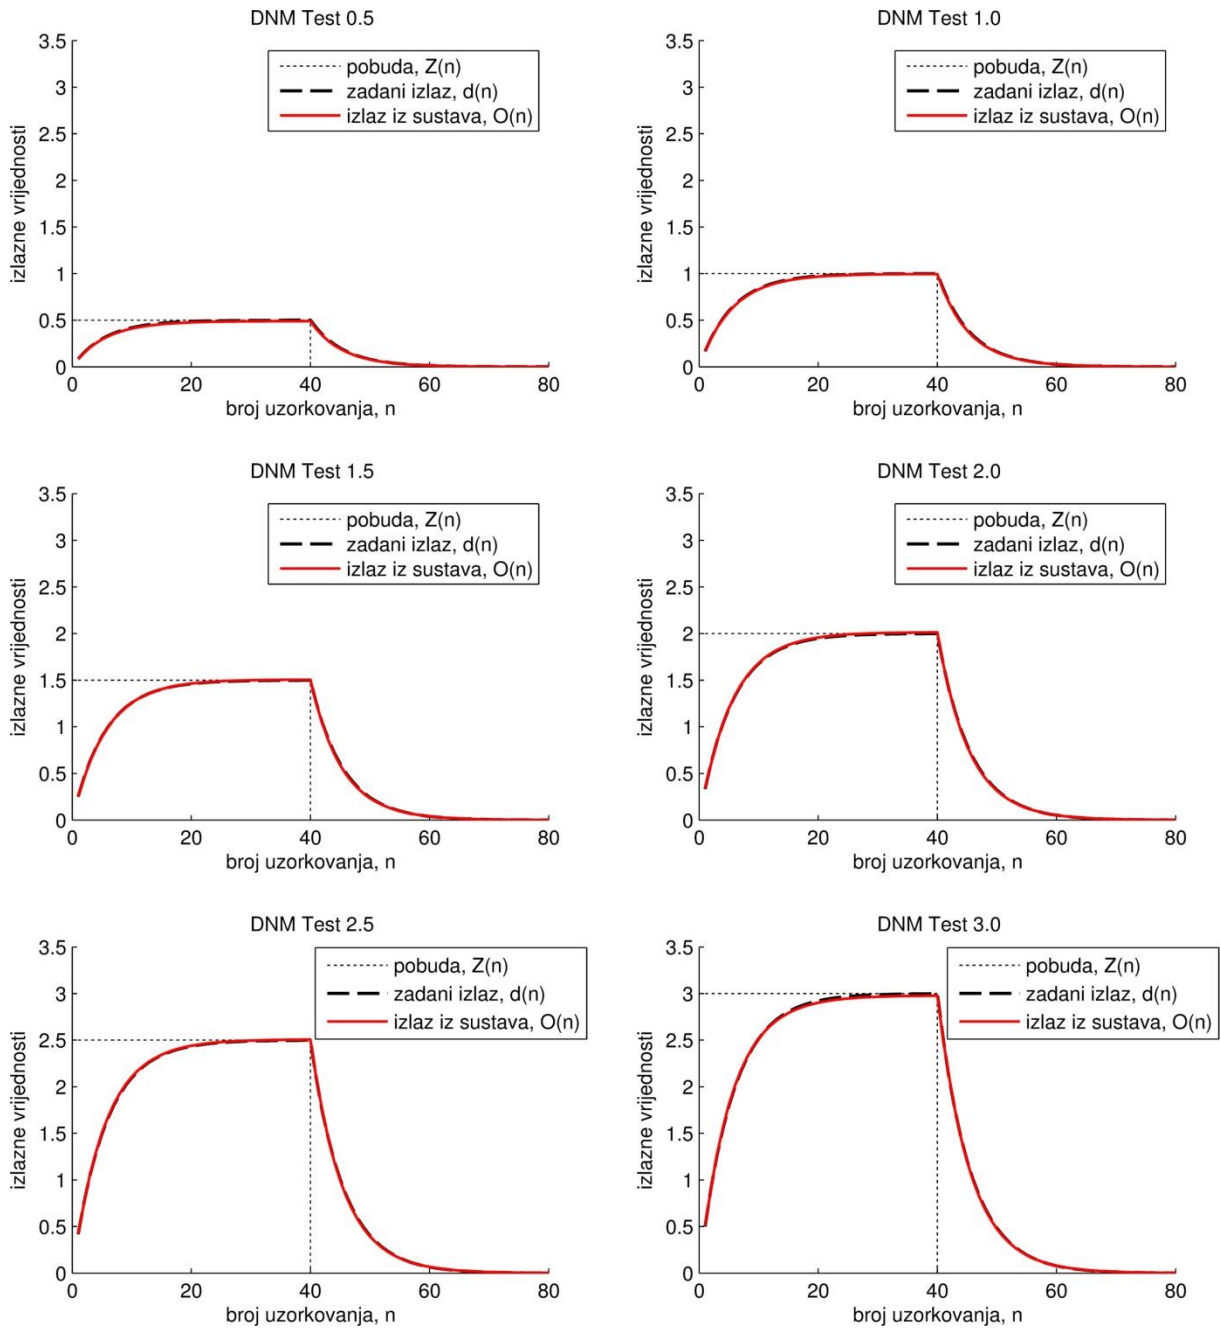 DNM Test 0.5
3.5
3
2.5
2
1.5
1
0.5
0
izlazne vrijednosti
pobuda, Z(n)
zadani izlaz, d(n)
izlaz iz sustava, O(n)
0 20 40 60 80
broj uzorkovanja, n
DNM Test 1.0
3.5
3
2.5
2
1.5
1
0.5
0
izlazne vrijednosti
pobuda, Z(n)
zadani izlaz, d(n)
izlaz iz sustava, O(n)
0 20 40 60 80
broj uzorkovanja, n
DNM Test 1.5
3.5
3
2.5
2
1.5
1
0.5
0
izlazne vrijednosti
pobuda, Z(n)
zadani izlaz, d(n)
izlaz iz sustava, O(n)
0 20 40 60 80
broj uzorkovanja, n
DNM Test 2.0
3.5
3
2.5
2
1.5
1
0.5
0
izlazne vrijednosti
pobuda, Z(n)
zadani izlaz, d(n)
izlaz iz sustava, O(n)
0 20 40 60 80
broj uzorkovanja, n
DNM Test 2.5
3.5
3
2.5
2
1.5
1
0.5
0
izlazne vrijednosti
pobuda, Z(n)
zadani izlaz, d(n)
izlaz iz sustava, O(n)
0 20 40 60 80
broj uzorkovanja, n
DNM Test 3.0
3.5
3
2.5
2
1.5
1
0.5
0
izlazne vrijednosti
pobuda, Z(n)
zadani izlaz, d(n)
izlaz iz sustava, O(n)
0 20 40 60 80
broj uzorkovanja, n